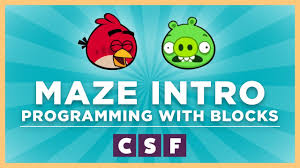 MAZE INTRO
PROGRAMMING WITH BLOCKS
CSF